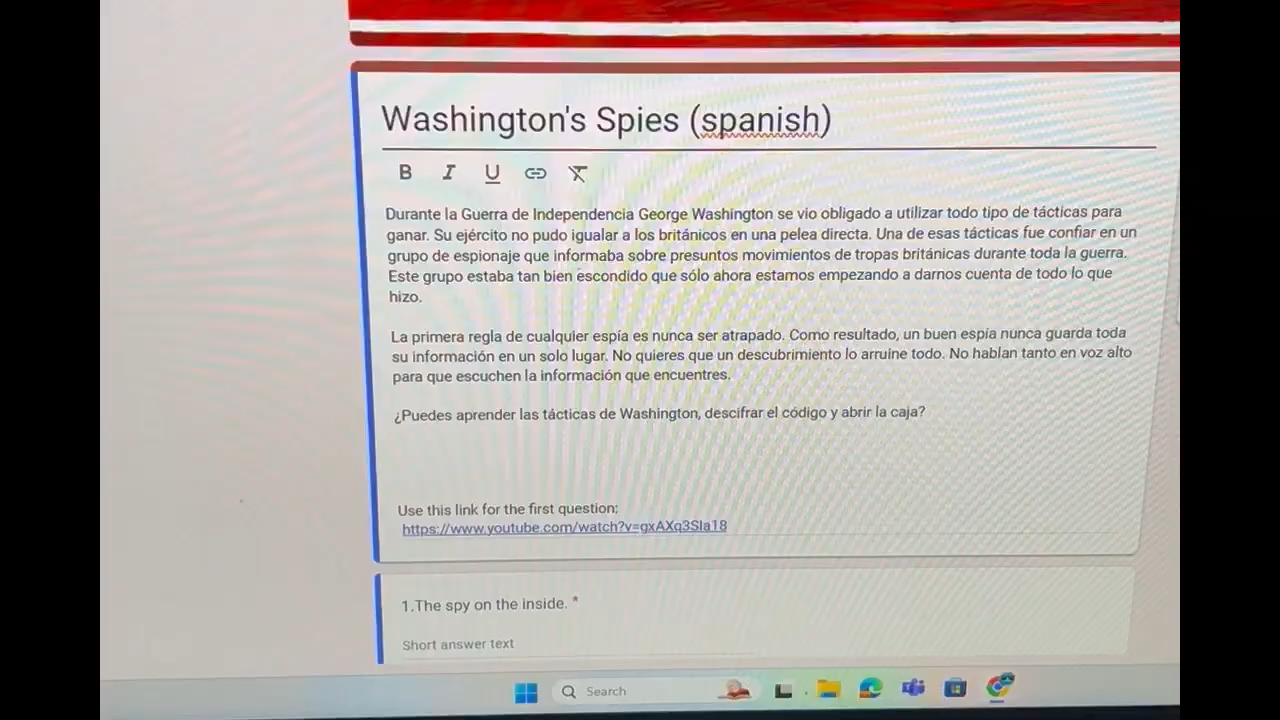 Washington's Spies (spanish)
B I U
Durante la Guerra de Independencia George Washington se vio obligado a utilizar todo tipo de tácticas para
ganar. Su ejército no pudo igualar a los británicos en una pelea directa. Una de esas tácticas fue confiar en un
grupo de espionaje que informaba sobre presuntos movimientos de tropas británicas durante toda la guerra.
Este grupo estaba tan bien escondido que sólo ahora estamos empezando a darnos cuenta de todo lo que
hizo.
La primera regla de cualquier espía es nunca ser atrapado. Como resultado, un buen espía nunca guarda toda
su información en un solo lugar. No quieres que un descubrimiento lo arruine todo. No hablan tanto en voz alto
para que escuchen la información que encuentres.
¿Puedes aprender las tácticas de Washington, descifrar el código y abrir la caja?
Use this link for the first question:
https://www.youtube.com/watch?v=gxAXq3SIa18
1.The spy on the inside. *
Short answer text
Search